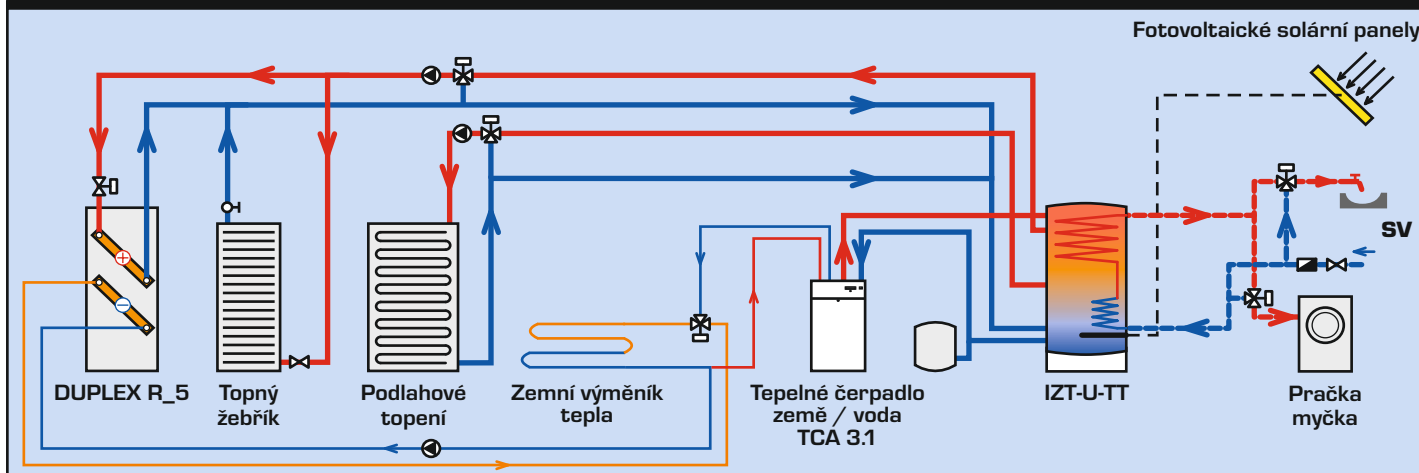 Fotovoltaické solární panely
SV
DUPLEX R_5
Topný
žebřík
Podlahové
topení
Zemní výměník
tepla
Tepelné čerpadlo
země / voda
TCA 3.1
IZT-U-TT
Pračka
myčka